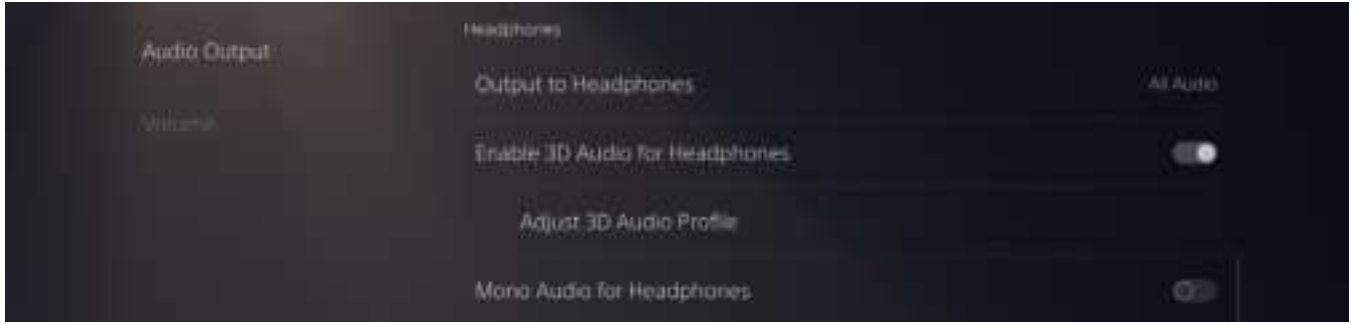 Audio Output
Volume
Headphones
Output to Headphones
All Audio
Enable 3D Audio for Headphones
Adjust 3D Audio Profile
Mono Audio for Headphones